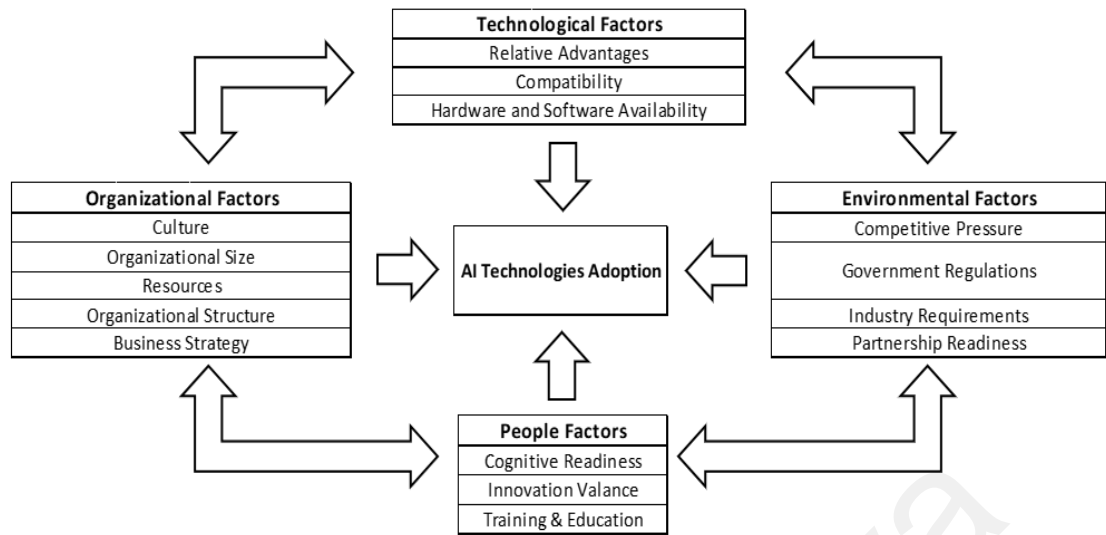 Technological Factors
Relative Advantages
Compatibility
Hardware and Software Availability
Organizational Factors
Culture
Organizational Size
Resources
Organizational Structure
Business Strategy
AI Technologies Adoption
Environmental Factors
Competitive Pressure
Government Regulations
Industry Requirements
Partnership Readiness
People Factors
Cognitive Readiness
Innovation Valance
Training & Education